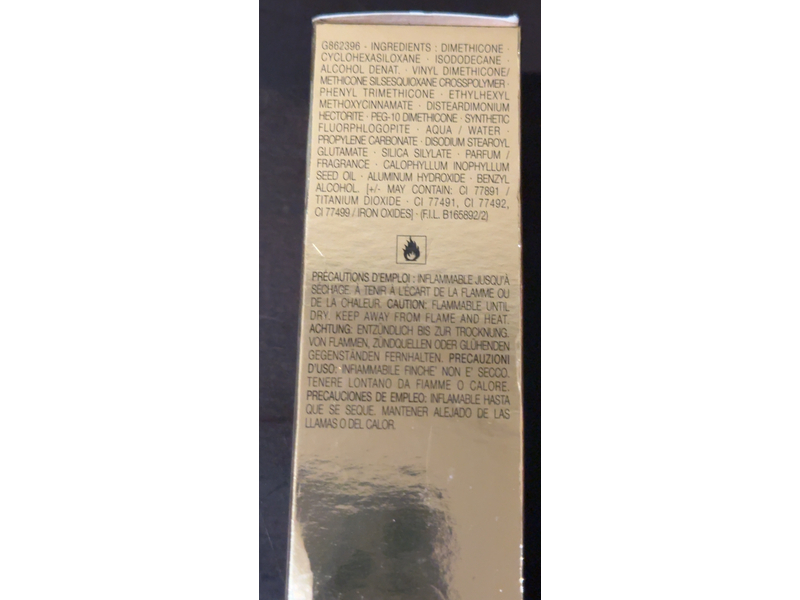 G862396 - INGREDIENTS : DIMETHICONE ·
CYCLOHEXASILOXANE · ISODODECANE ·
ALCOHOL DENAT. · VINYL DIMETHICONE/
METHICONE SILSESQUIOXANE CROSSPOLYMER ·
PHENYL TRIMETHICONE · ETHYLHEXYL
METHOXYCINNAMATE · DISTEARDIMONIUM
HECTORITE · PEG-10 DIMETHICONE · SYNTHETIC
FLUORPHLOGOPITE · AQUA / WATER ·
PROPYLENE CARBONATE · DISODIUM STEAROYL
GLUTAMATE · SILICA SILYLATE · PARFUM /
FRAGRANCE · CALOPHYLLUM INOPHYLLUM
SEED OIL · ALUMINUM HYDROXIDE · BENZYL
ALCOHOL. [+/- MAY CONTAIN: CI 77891 /
TITANIUM DIOXIDE · CI 77491, CI 77492,
CI 77499 / IRON OXIDES] · (F.I.L. B165892/2)
PRÉCAUTIONS D'EMPLOI : INFLAMMABLE JUSQU'À
SÉCHAGE. À TENIR À L'ÉCART DE LA FLAMME OU
DE LA CHALEUR. CAUTION: FLAMMABLE UNTIL
DRY. KEEP AWAY FROM FLAME AND HEAT.
ACHTUNG: ENTZÜNDLICH BIS ZUR TROCKNUNG.
VON FLAMMEN, ZÜNDQUELLEN ODER GLÜHENDEN
GEGENSTÄNDEN FERNHALTEN. PRECAUZIONI
D'USO: INFIAMMABILE FINCHE' NON E' SECCO.
TENERE LONTANO DA FIAMME O CALORE.
PRECAUCIONES DE EMPLEO: INFLAMABLE HASTA
QUE SE SEQUE. MANTENER ALEJADO DE LAS
LLAMAS O DEL CALOR.